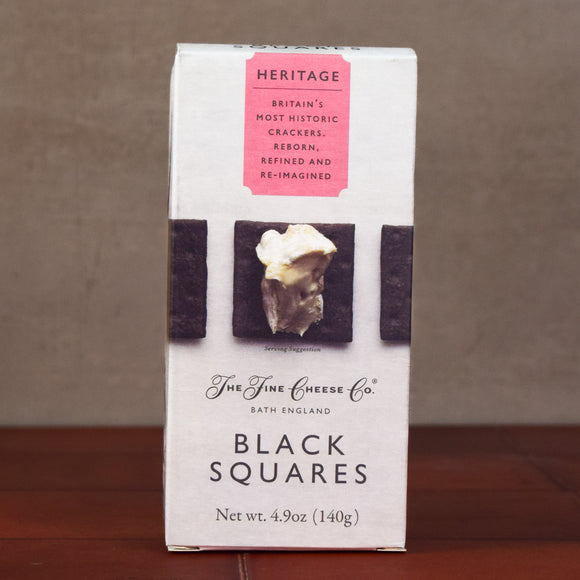 SQUARES
HERITAGE
BRITAIN'S
MOST HISTORIC
CRACKERS.
REBORN,
REFINED AND
RE-IMAGINED
Serving Suggestion
The Fine Cheese Co.®
BATH ENGLAND
BLACK
SQUARES
Net wt. 4.9oz (140g)